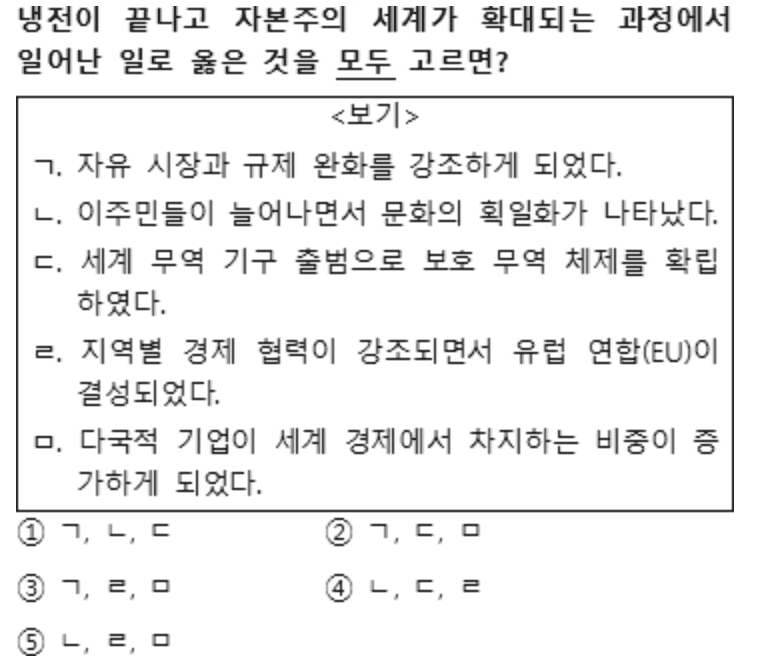 냉전이 끝나고 자본주의 세계가 확대되는 과정에서
일어난 일로 옳은 것을 모두 고르면?
<보기>
ㄱ. 자유 시장과 규제 완화를 강조하게 되었다.
ㄴ. 이주민들이 늘어나면서 문화의 획일화가 나타났다.
ㄷ. 세계 무역 기구 출범으로 보호 무역 체제를 확립
하였다.
ㄹ. 지역별 경제 협력이 강조되면서 유럽 연합(EU)이
결성되었다.
ㅁ. 다국적 기업이 세계 경제에서 차지하는 비중이 증
가하게 되었다.
① ㄱ, ㄴ, ㄷ ② ㄱ, ㄷ, ㅁ
③ ㄱ, ㄹ, ㅁ ④ ㄴ, ㄷ, ㄹ
⑤ ㄴ, ㄹ, ㅁ